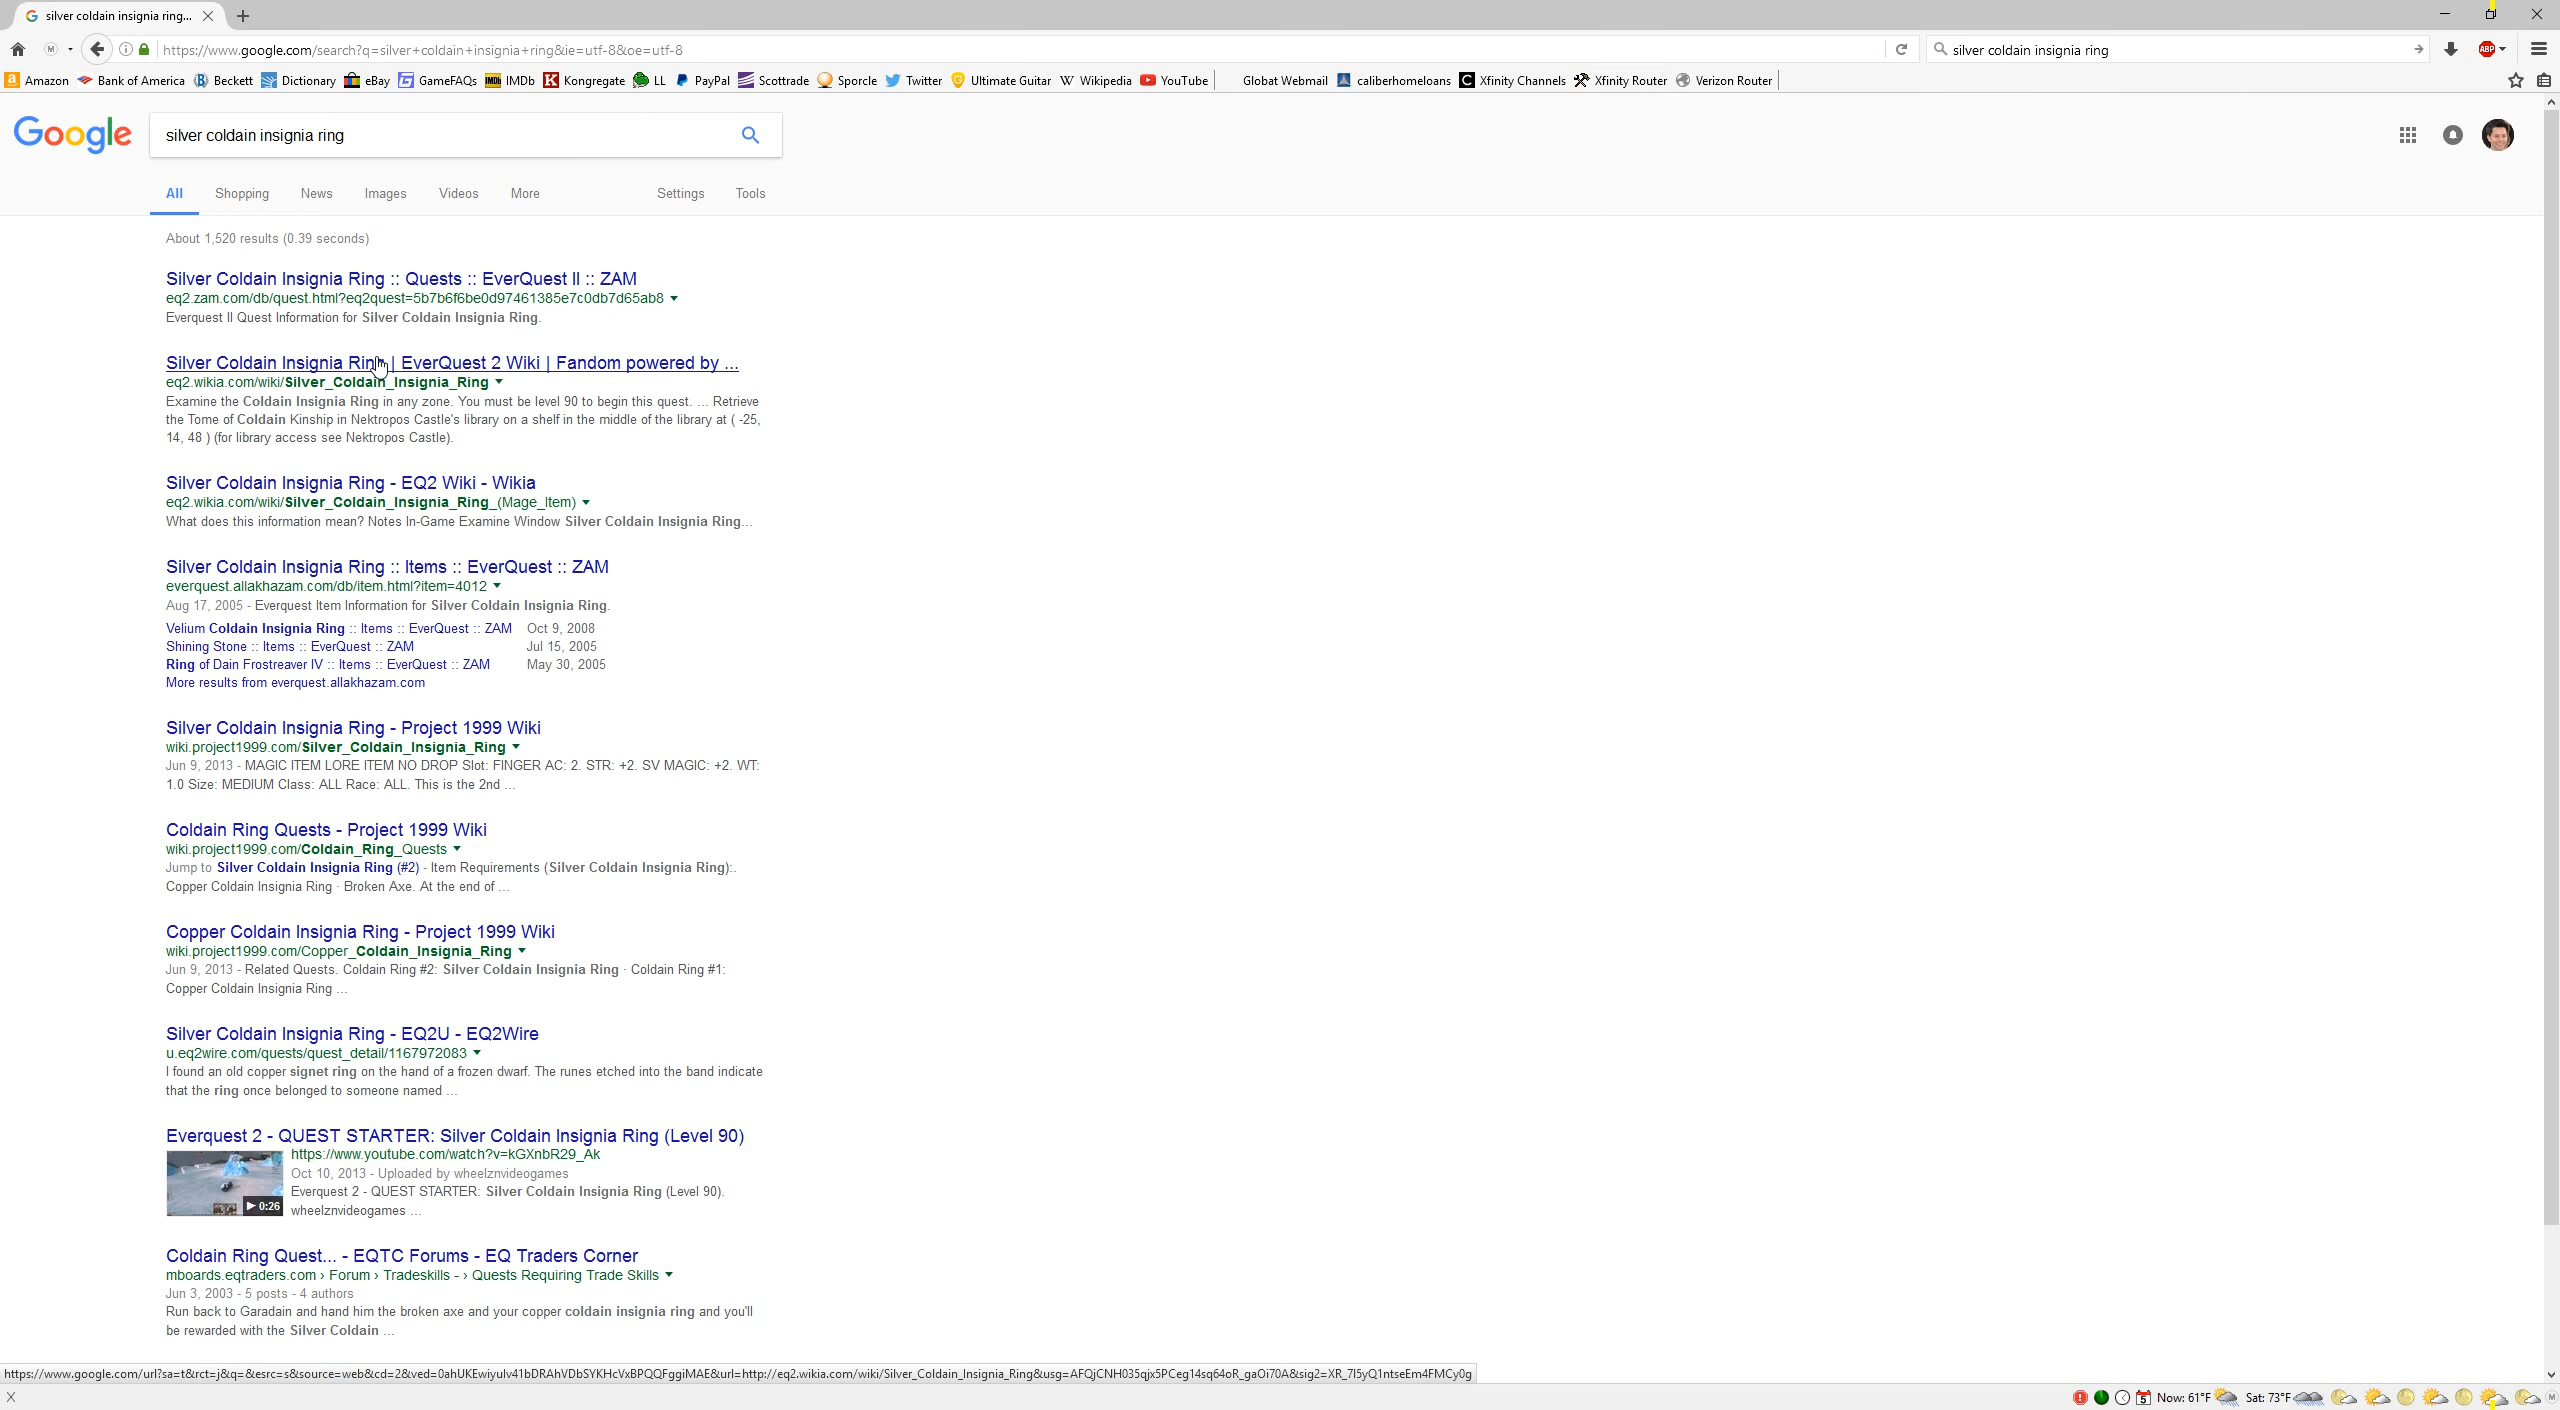 silver coldain insignia ring...
https://www.google.com/search?q=silver+coldain+insignia+ring&ie=utf-8&oe=utf-8
silver coldain insignia ring
Amazon Bank of America Beckett Dictionary eBay GameFAQs IMDb Kongregate LL PayPal Scottrade Sporcle Twitter Ultimate Guitar Wikipedia YouTube Globat Webmail caliberhomeloans Xfinity Channels Xfinity Router Verizon Router
Google
silver coldain insignia ring
All Shopping News Images Videos More Settings Tools
About 1,520 results (0.39 seconds)
Silver Coldain Insignia Ring :: Quests :: EverQuest II :: ZAM
eq2.zam.com/db/quest.html?eq2quest=5b7b6f6be0d97461385e7c0db7d65ab8
Everquest II Quest Information for Silver Coldain Insignia Ring.
Silver Coldain Insignia Ring | EverQuest 2 Wiki | Fandom powered by ...
eq2.wikia.com/wiki/Silver_Coldain_Insignia_Ring
Examine the Coldain Insignia Ring in any zone. You must be level 90 to begin this quest. ... Retrieve
the Tome of Coldain Kinship in Nektropos Castle's library on a shelf in the middle of the library at ( -25,
14, 48 ) (for library access see Nektropos Castle).
Silver Coldain Insignia Ring - EQ2 Wiki - Wikia
eq2.wikia.com/wiki/Silver_Coldain_Insignia_Ring_(Mage_Item)
What does this information mean? Notes In-Game Examine Window Silver Coldain Insignia Ring...
Silver Coldain Insignia Ring :: Items :: EverQuest :: ZAM
everquest.allakhazam.com/db/item.html?item=4012
Aug 17, 2005 - Everquest Item Information for Silver Coldain Insignia Ring.
Velium Coldain Insignia Ring :: Items :: EverQuest :: ZAM Oct 9, 2008
Shining Stone :: Items :: EverQuest :: ZAM Jul 15, 2005
Ring of Dain Frostreaver IV :: Items :: EverQuest :: ZAM May 30, 2005
More results from everquest.allakhazam.com
Silver Coldain Insignia Ring - Project 1999 Wiki
wiki.project1999.com/Silver_Coldain_Insignia_Ring
Jun 9, 2013 - MAGIC ITEM LORE ITEM NO DROP Slot: FINGER AC: 2. STR: +2. SV MAGIC: +2. WT:
1.0 Size: MEDIUM Class: ALL Race: ALL. This is the 2nd ...
Coldain Ring Quests - Project 1999 Wiki
wiki.project1999.com/Coldain_Ring_Quests
Jump to Silver Coldain Insignia Ring (#2) - Item Requirements (Silver Coldain Insignia Ring):.
Copper Coldain Insignia Ring · Broken Axe. At the end of ...
Copper Coldain Insignia Ring - Project 1999 Wiki
wiki.project1999.com/Copper_Coldain_Insignia_Ring
Jun 9, 2013 - Related Quests. Coldain Ring #2: Silver Coldain Insignia Ring · Coldain Ring #1:
Copper Coldain Insignia Ring ...
Silver Coldain Insignia Ring - EQ2U - EQ2Wire
u.eq2wire.com/quests/quest_detail/1167972083
I found an old copper signet ring on the hand of a frozen dwarf. The runes etched into the band indicate
that the ring once belonged to someone named ...
Everquest 2 - QUEST STARTER: Silver Coldain Insignia Ring (Level 90)
https://www.youtube.com/watch?v=kGXnbR29_Ak
Oct 10, 2013 - Uploaded by wheelznvideogames
Everquest 2 - QUEST STARTER: Silver Coldain Insignia Ring (Level 90).
0:26
wheelznvideogames ...
Coldain Ring Quest... - EQTC Forums - EQ Traders Corner
mboards.eqtraders.com › Forum › Tradeskills - › Quests Requiring Trade Skills
Jun 3, 2003 - 5 posts - 4 authors
Run back to Garadain and hand him the broken axe and your copper coldain insignia ring and you'll
be rewarded with the Silver Coldain ...
https://www.google.com/url?sa=t&rct=j&q=&esrc=s&source=web&cd=2&ved=0ahUKEwiyulv41bDRAhVDbSYKHcVxBPQQFggiMAE&url=http://eq2.wikia.com/wiki/Silver_Coldain_Insignia_Ring&usg=AFQjCNH035qjx5PCeg14sq64oR_gaOi70A&sig2=XR_7I5yQ1ntseEm4FMCy0g
Now: 61°F Sat: 73°F